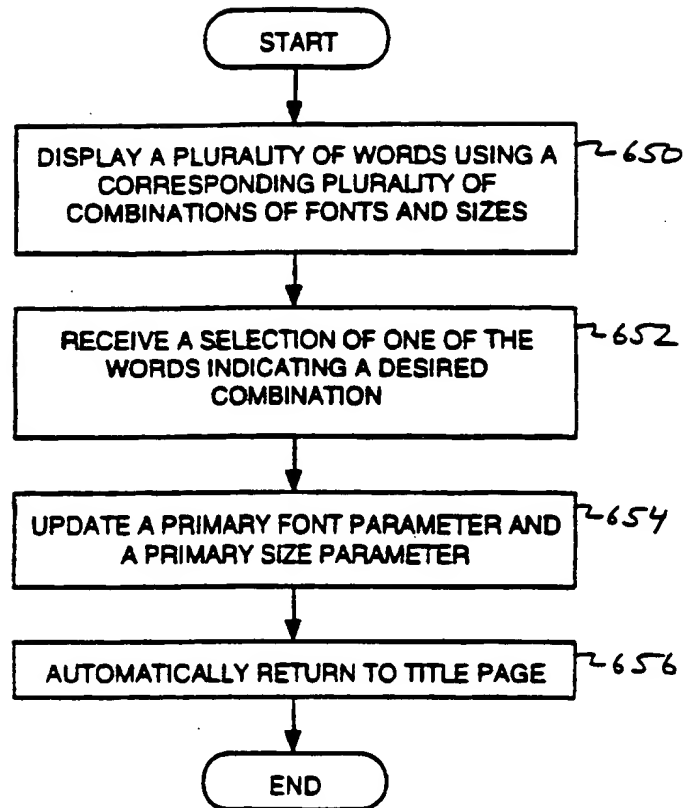 START
DISPLAY A PLURALITY OF WORDS USING A
CORRESPONDING PLURALITY OF
COMBINATIONS OF FONTS AND SIZES
650
RECEIVE A SELECTION OF ONE OF THE
WORDS INDICATING A DESIRED
COMBINATION
652
UPDATE A PRIMARY FONT PARAMETER AND
A PRIMARY SIZE PARAMETER
654
AUTOMATICALLY RETURN TO TITLE PAGE
656
END